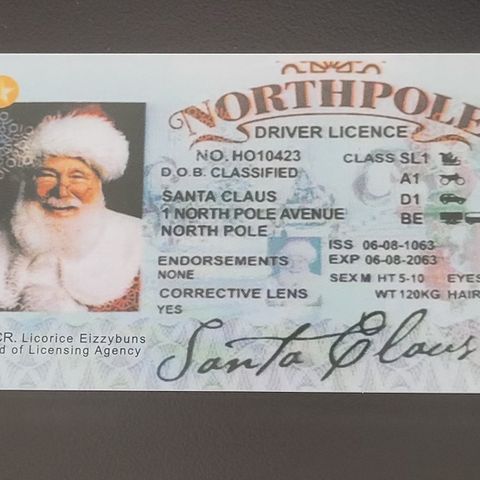 NORTHPOLE
DRIVER LICENCE
NO. HO10423 CLASS SL1
D.O.B. CLASSIFIED A1
SANTA CLAUS D1
1 NORTH POLE AVENUE BE
NORTH POLE
ISS 06-08-1063
ENDORSEMENTS EXP 06-08-2063
NONE SEX M HT 5-10 EYES
CORRECTIVE LENS WT 120KG HAIR
YES
CR. Licorice Eizzybuns
d of Licensing Agency
Santa Claus